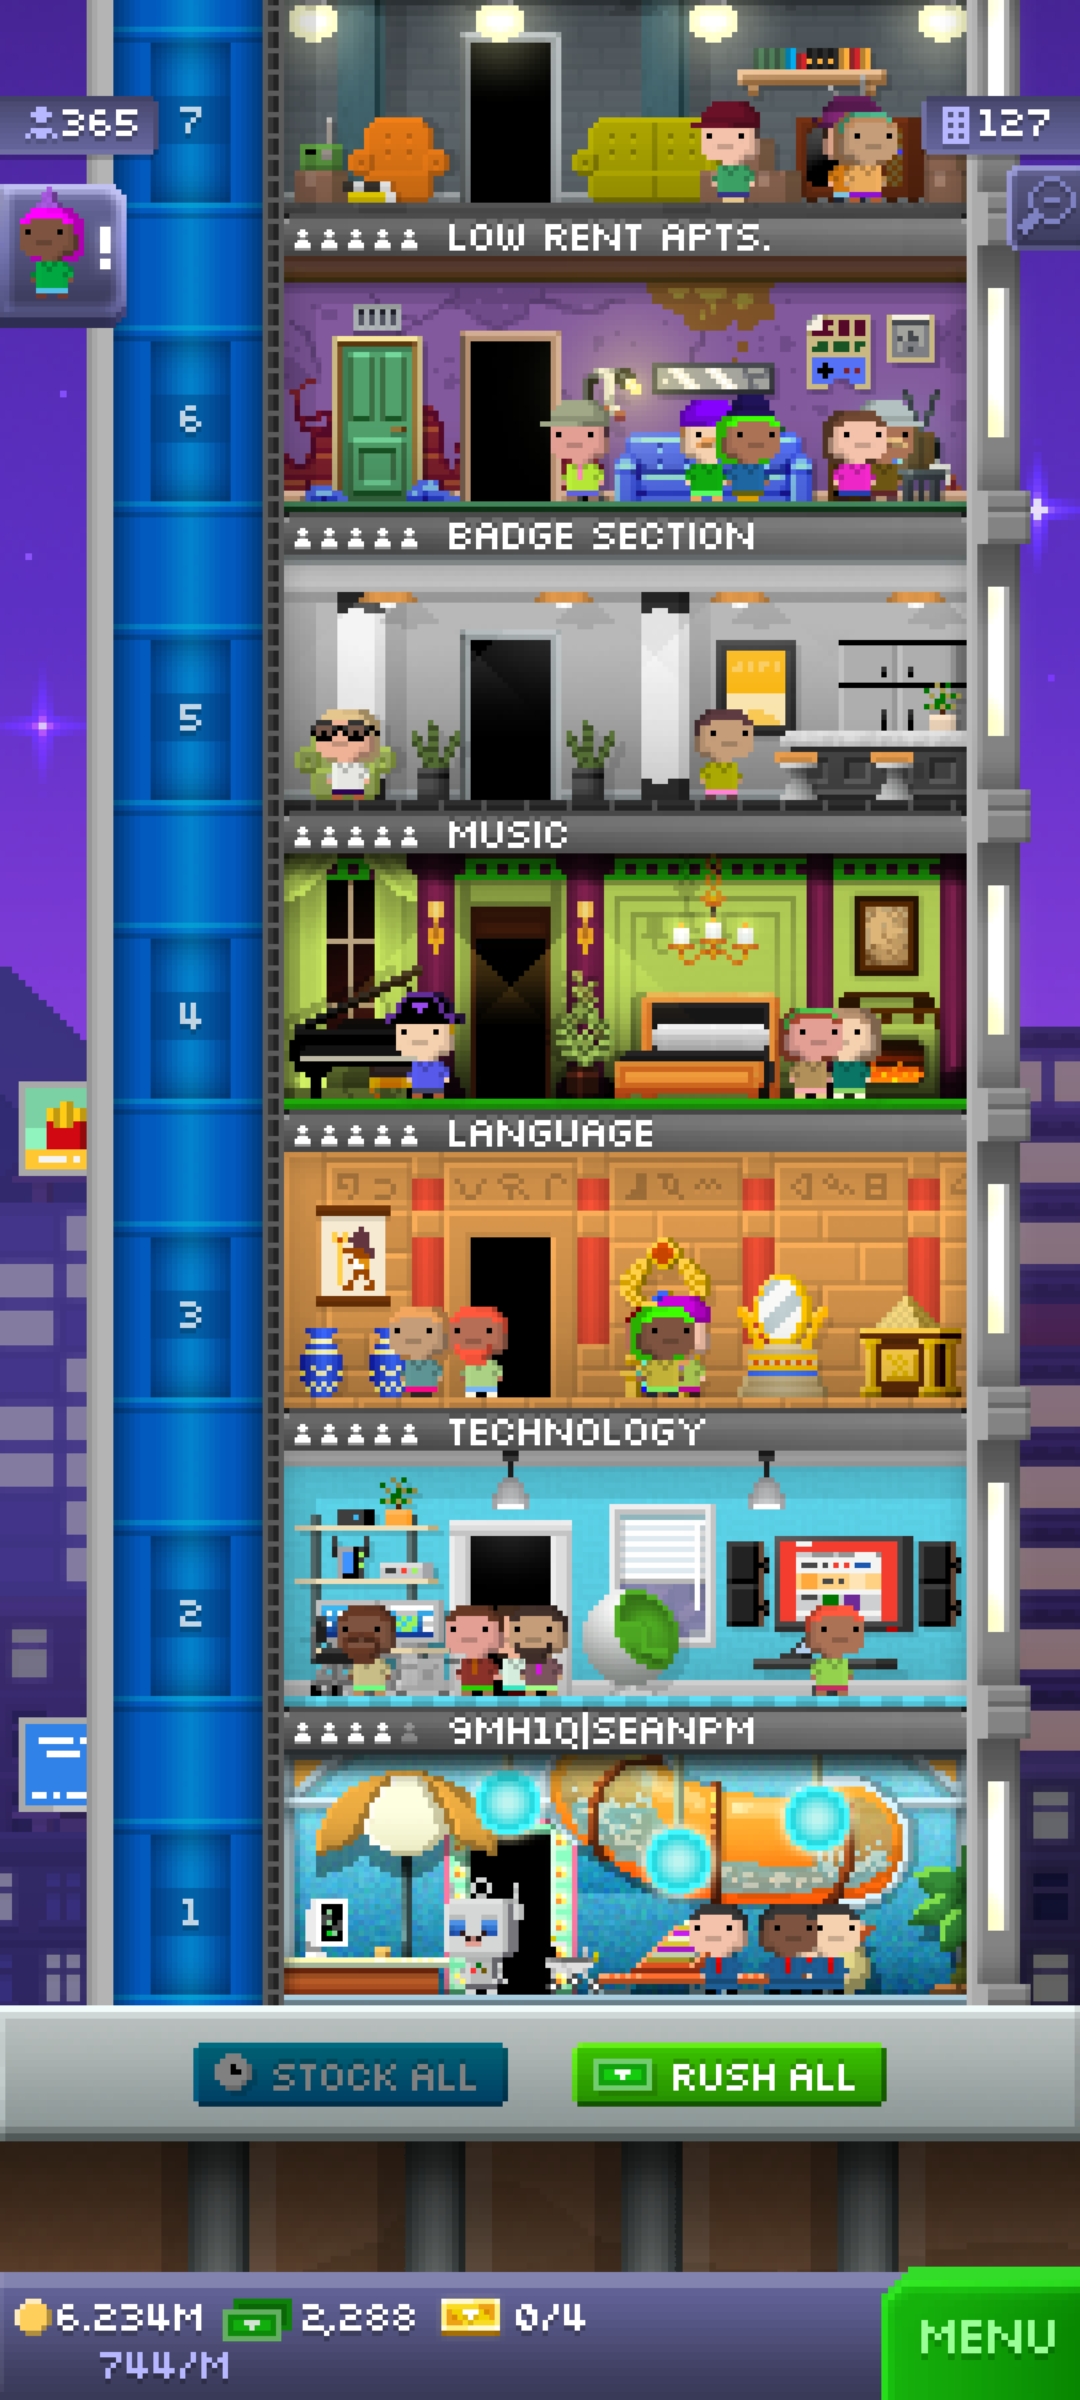 365
7
127
!
LOW RENT APTS.
6
BADGE SECTION
5
MUSIC
4
LANGUAGE
3
TECHNOLOGY
2
9MH1Q|SEANPM
1
STOCK ALL
RUSH ALL
6.234M
2,288
0/4
744/M
MENU